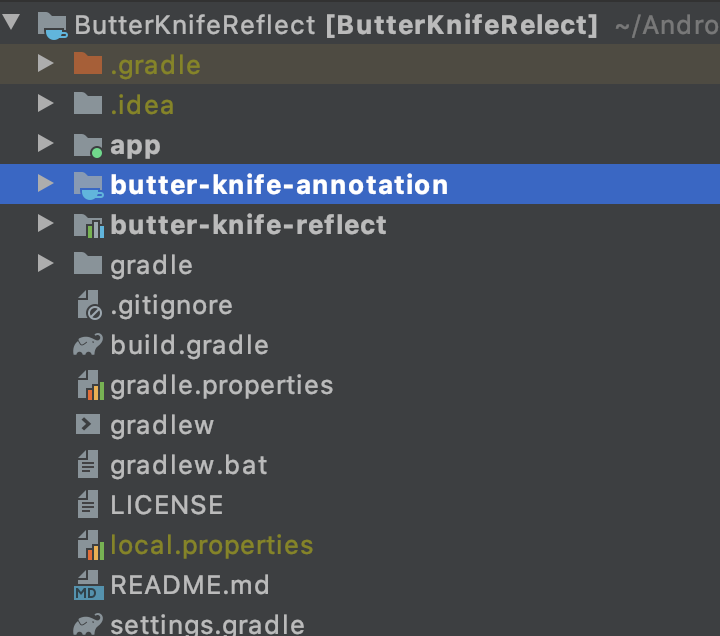 ButterKnifeReflect [ButterKnifeRelect] ~/Andro
.gradle
.idea
app
butter-knife-annotation
butter-knife-reflect
gradle
.gitignore
build.gradle
gradle.properties
gradlew
gradlew.bat
LICENSE
local.properties
MD README.md
settings.gradle